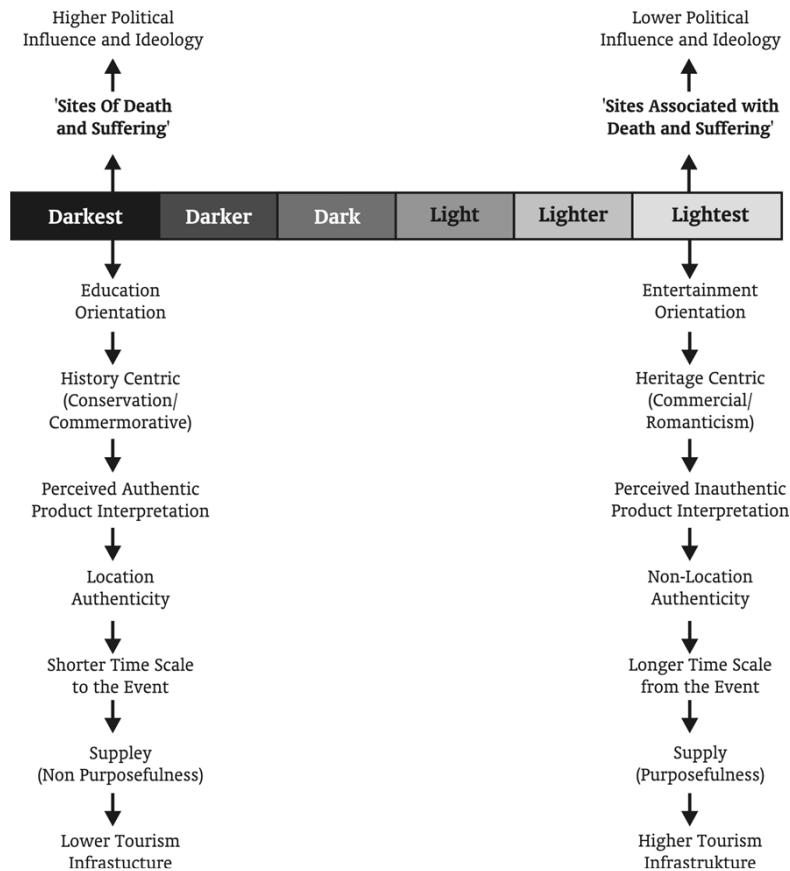 Higher Political
Influence and Ideology
Lower Political
Influence and Ideology
'Sites Of Death
and Suffering'
'Sites Associated with
Death and Suffering'
Darkest
Darker
Dark
Light
Lighter
Lightest
Education
Orientation
History Centric
(Conservation/
Commermorative)
Perceived Authentic
Product Interpretation
Location
Authenticity
Shorter Time Scale
to the Event
Suppley
(Non Purposefulness)
Lower Tourism
Infrastucture
Entertainment
Orientation
Heritage Centric
(Commercial/
Romanticism)
Perceived Inauthentic
Product Interpretation
Non-Location
Authenticity
Longer Time Scale
from the Event
Supply
(Purposefulness)
Higher Tourism
Infrastrukture